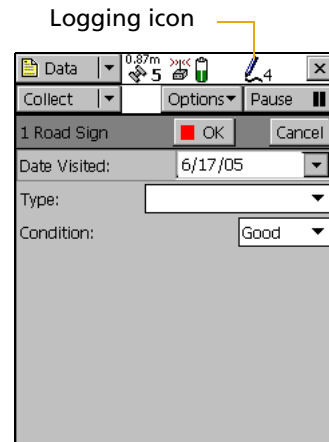 Logging icon
Data 0.87m 5 4
Collect Options Pause
1 Road Sign OK Cancel
Date Visited: 6/17/05
Type:
Condition: Good